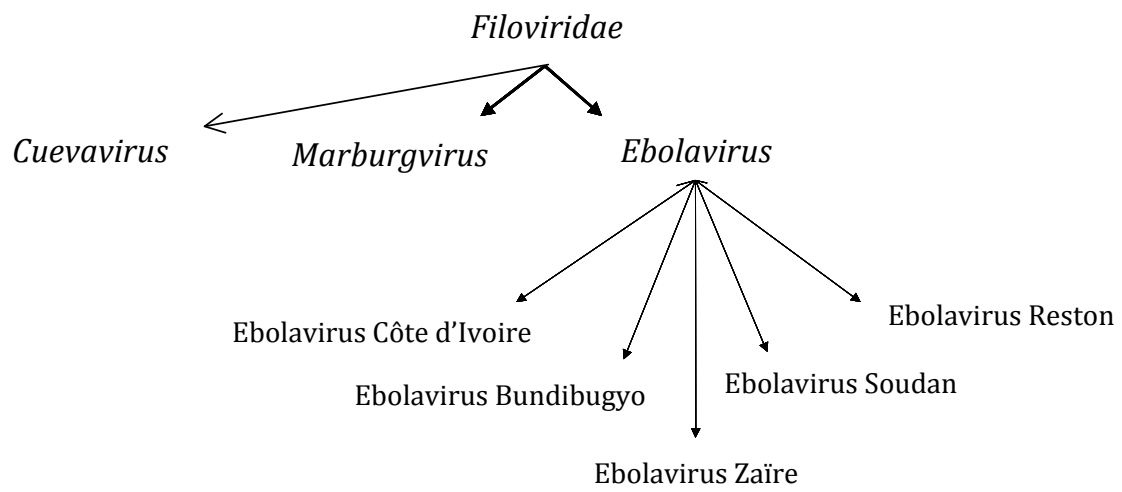 Filoviridae
Cuevavirus
Marburgvirus
Ebolavirus
Ebolavirus Côte d’Ivoire
Ebolavirus Bundibugyo
Ebolavirus Zaïre
Ebolavirus Soudan
Ebolavirus Reston